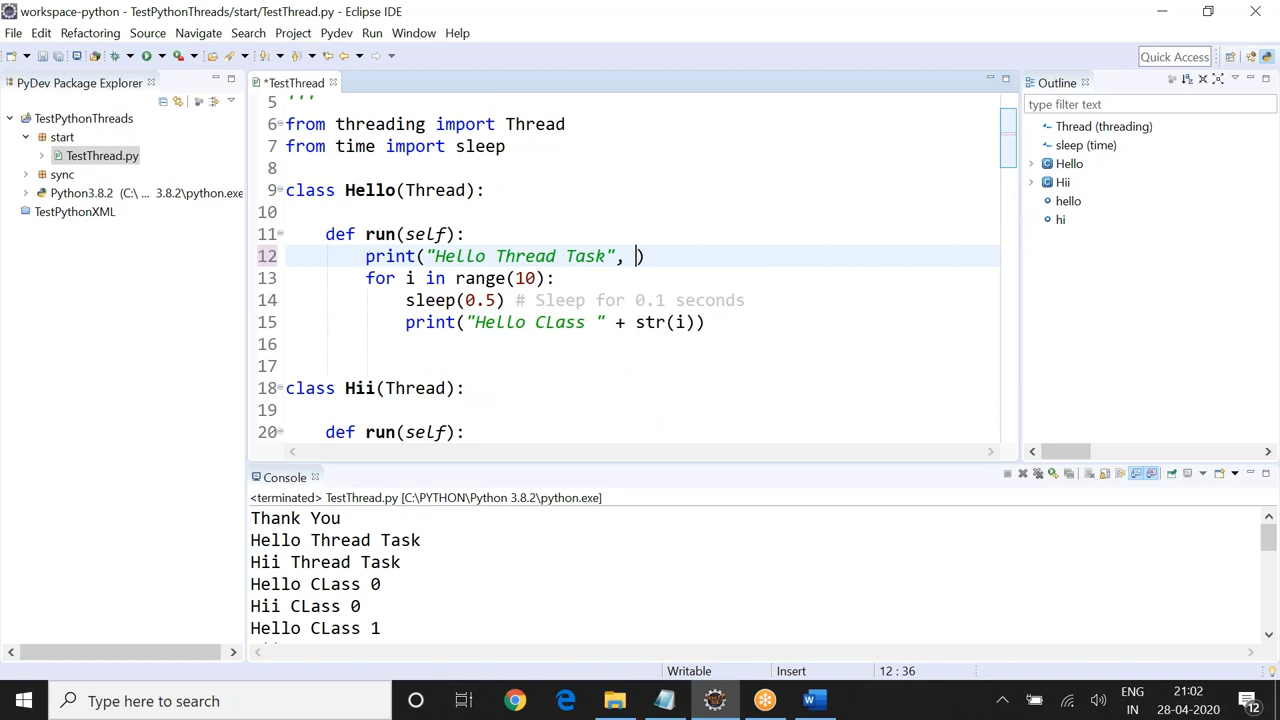 workspace-python - TestPythonThreads/start/TestThread.py - Eclipse IDE
File Edit Refactoring Source Navigate Search Project Pydev Run Window Help
Quick Access
PyDev Package Explorer
TestPythonThreads
start
TestThread.py
sync
Python3.8.2 (C:\ ... 3.8.2\python.exe
TestPythonXML
*TestThread
5 '''
6 from threading import Thread
7 from time import sleep
8
9 class Hello(Thread):
10
11 def run(self):
12 print("Hello Thread Task", )
13 for i in range(10):
14 sleep(0.5) # Sleep for 0.1 seconds
15 print("Hello CLass " + str(i))
16
17
18 class Hii(Thread):
19
20 def run(self):
Outline
type filter text
Thread (threading)
sleep (time)
Hello
Hii
hello
hi
Console
<terminated> TestThread.py [C:\PYTHON\Python 3.8.2\python.exe]
Thank You
Hello Thread Task
Hii Thread Task
Hello CLass 0
Hii CLass 0
Hello CLass 1
Writable Insert 12 : 36
Type here to search
ENG
IN
21:02
28-04-2020
12